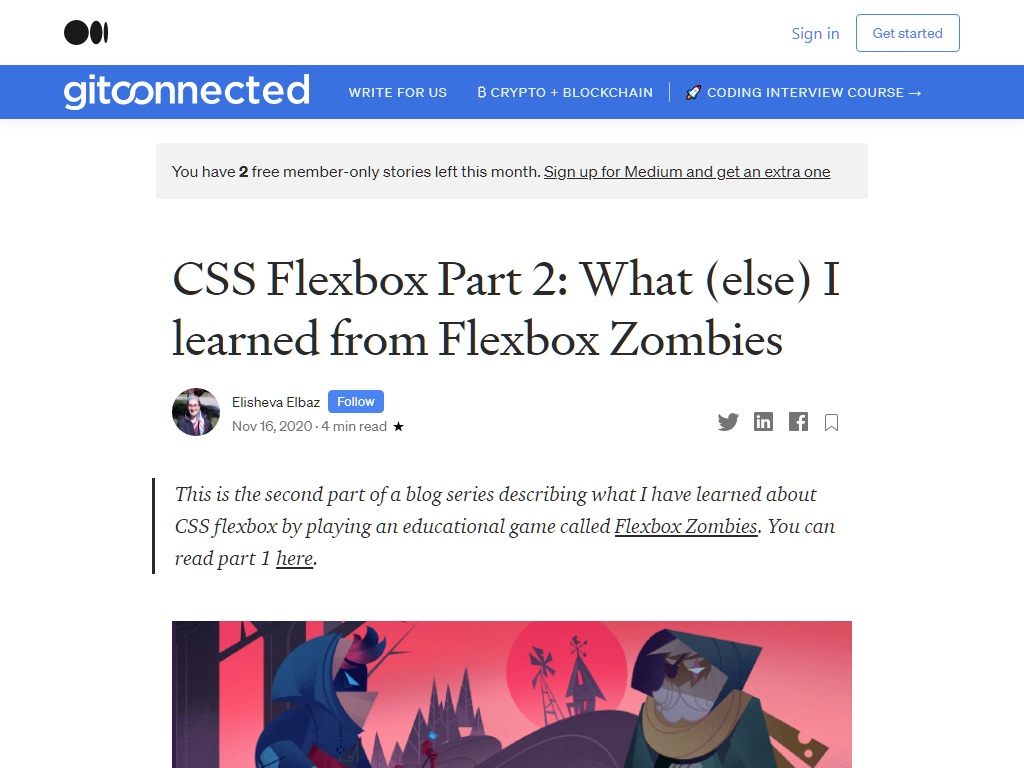 Sign in
Get started
gitconnected
WRITE FOR US
₿ CRYPTO + BLOCKCHAIN
🚀 CODING INTERVIEW COURSE →
You have 2 free member-only stories left this month. Sign up for Medium and get an extra one
CSS Flexbox Part 2: What (else) I
learned from Flexbox Zombies
Elisheva Elbaz
Follow
Nov 16, 2020 · 4 min read ★
This is the second part of a blog series describing what I have learned about
CSS flexbox by playing an educational game called Flexbox Zombies. You can
read part 1 here.